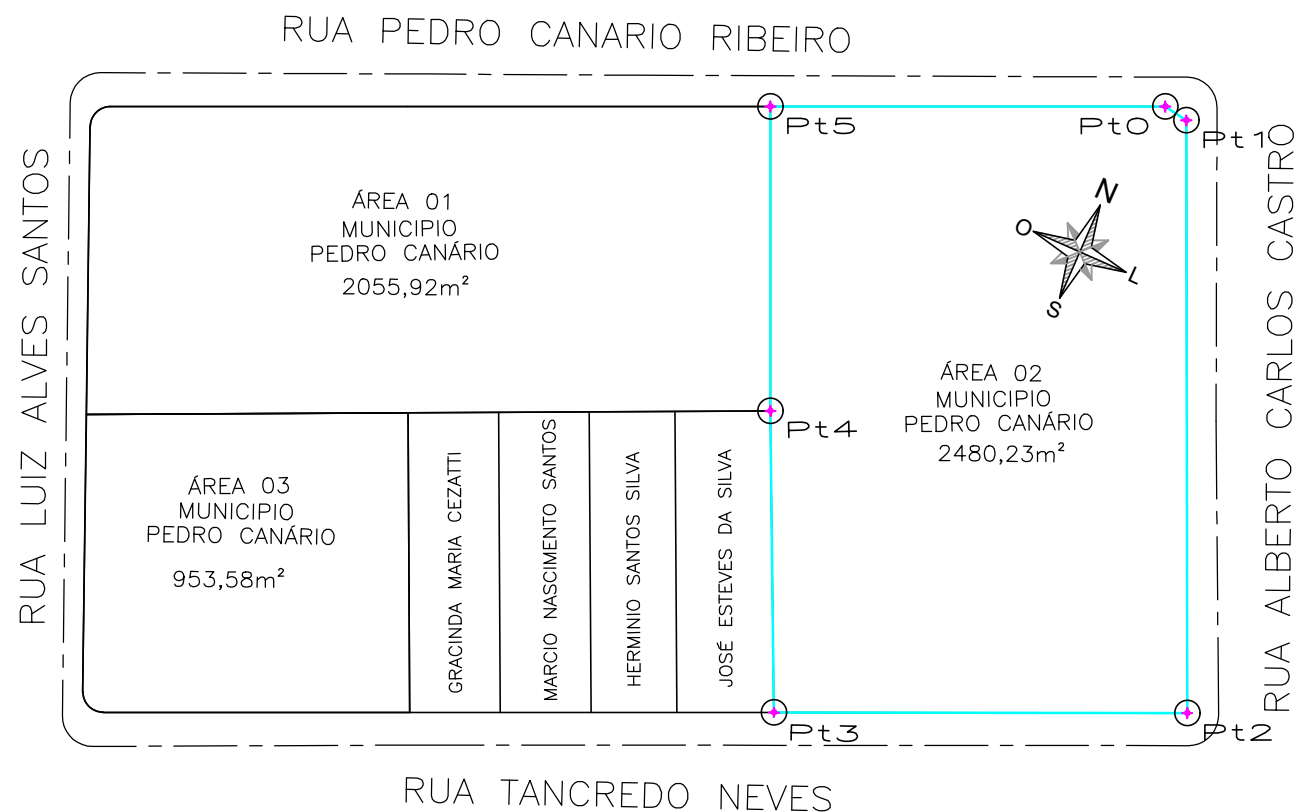 RUA PEDRO CANARIO RIBEIRO
RUA LUIZ ALVES SANTOS
RUA ALBERTO CARLOS CASTRO
RUA TANCREDO NEVES
Pt5
Pt0
Pt1
Pt4
Pt3
Pt2
N
O
L
S
ÁREA 01
MUNICIPIO
PEDRO CANÁRIO
2055,92m²
ÁREA 02
MUNICIPIO
PEDRO CANÁRIO
2480,23m²
ÁREA 03
MUNICIPIO
PEDRO CANÁRIO
953,58m²
GRACINDA MARIA CEZATTI
MARCIO NASCIMENTO SANTOS
HERMINIO SANTOS SILVA
JOSÉ ESTEVES DA SILVA